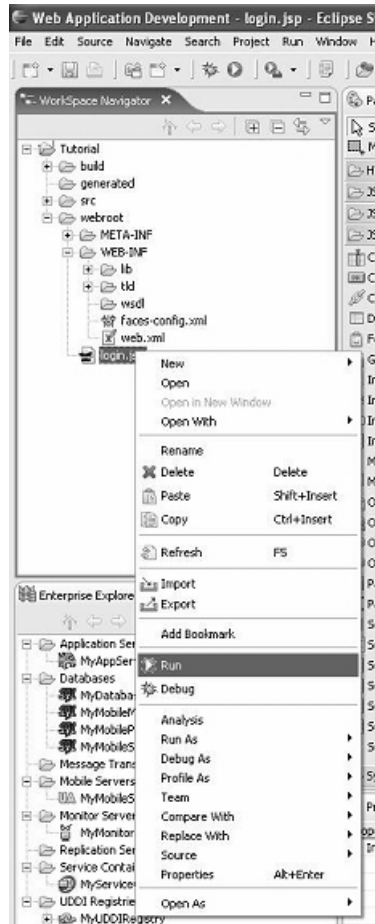 Web Application Development - login.jsp - Eclipse S
File Edit Source Navigate Search Project Run Window H
WorkSpace Navigator
Tutorial
build
generated
src
webroot
META-INF
WEB-INF
lib
tld
wsdl
faces-config.xml
web.xml
login.js
New
Open
Open in New Window
Open With
Rename
Delete Delete
Paste Shift+Insert
Copy Ctrl+Insert
Refresh F5
Import
Export
Add Bookmark
Run
Debug
Analysis
Run As
Debug As
Profile As
Team
Compare With
Replace With
Source
Properties Alt+Enter
Open As
Enterprise Explore
Application Ser
MyAppSer
Databases
MyDataba
MyMobileM
MyMobileP
MyMobileS
Message Trans
Mobile Servers
MyMobileS
Monitor Server
MyMonitor
Replication Ser
Service Contai
MyService
UDDI Registrie
MyUDDIRegistry